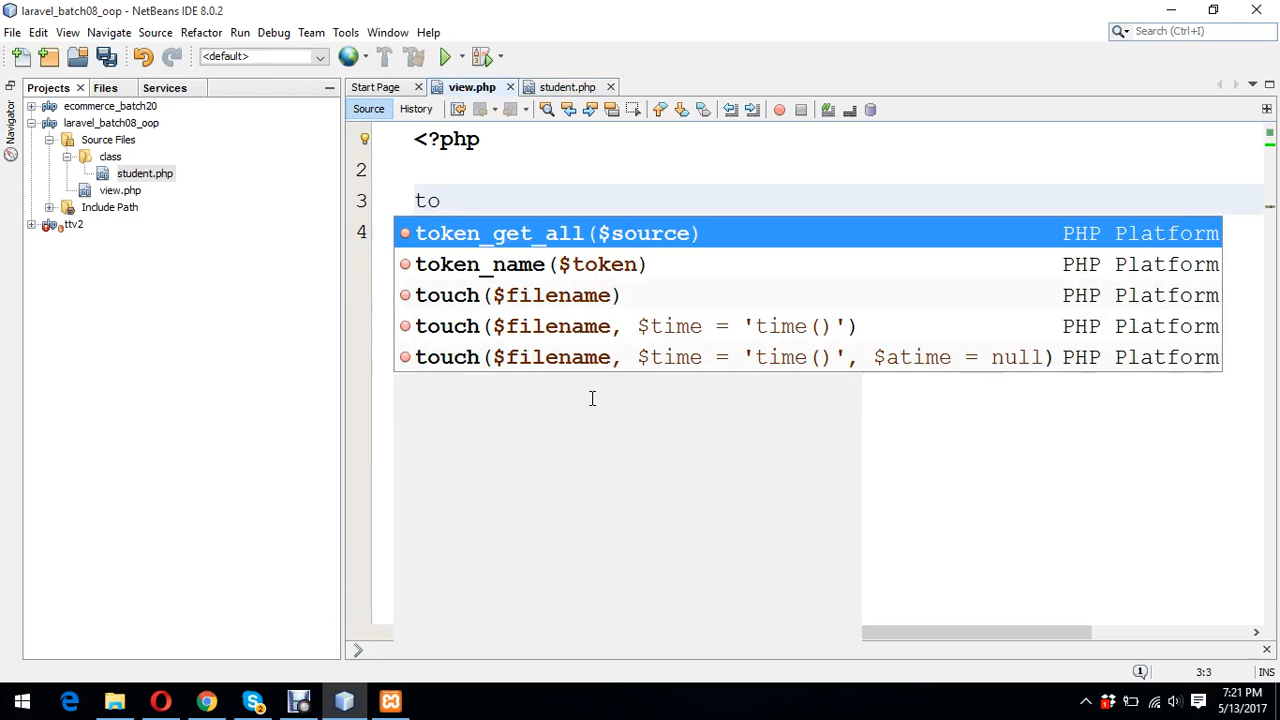 laravel_batch08_oop - NetBeans IDE 8.0.2
File Edit View Navigate Source Refactor Run Debug Team Tools Window Help
Search (Ctrl+I)
<default>
Projects Files Services
Start Page view.php student.php
Source History
Navigator
ecommerce_batch20
laravel_batch08_oop
Source Files
class
student.php
view.php
Include Path
ttv2
<?php
2
3 to
4
token_get_all($source) PHP Platform
token_name($token) PHP Platform
touch($filename) PHP Platform
touch($filename, $time = 'time()') PHP Platform
touch($filename, $time = 'time()', $atime = null) PHP Platform
1
3:3
INS
7:21 PM
5/13/2017